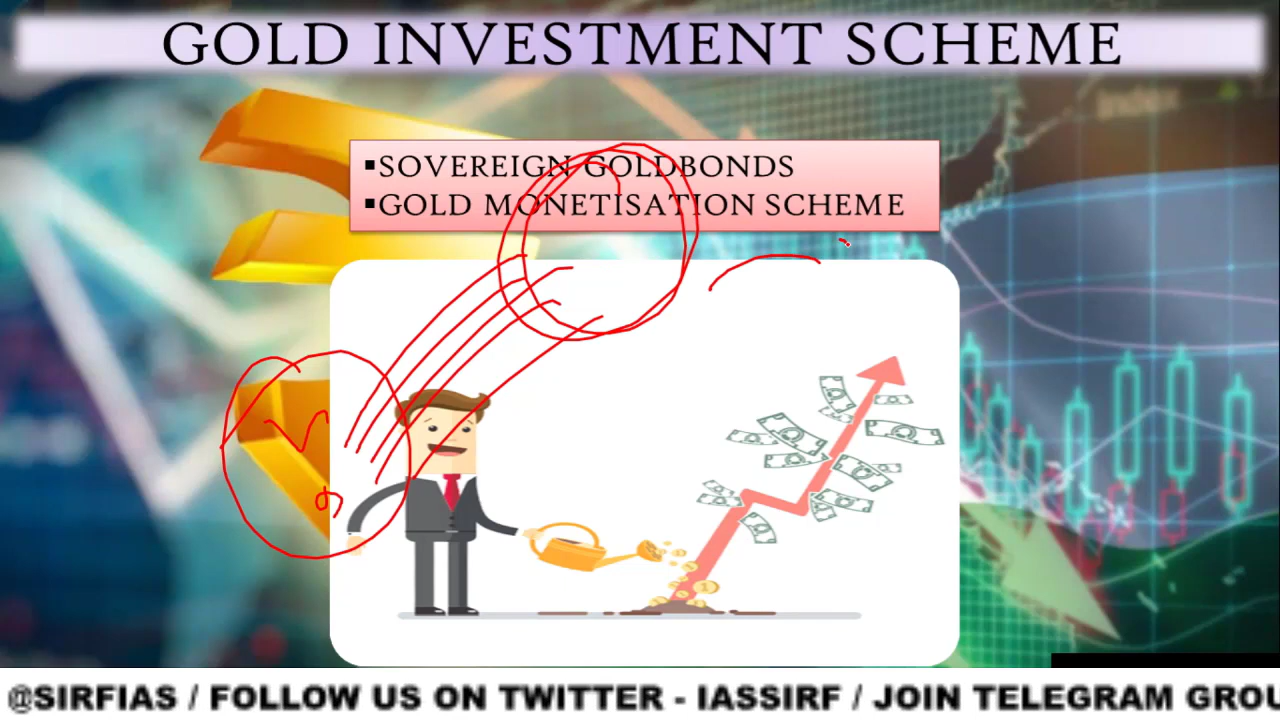 GOLD INVESTMENT SCHEME
▪SOVEREIGN GOLDBONDS
▪GOLD MONETISATION SCHEME
@SIRFIAS / FOLLOW US ON TWITTER - IASSIRF / JOIN TELEGRAM GROU